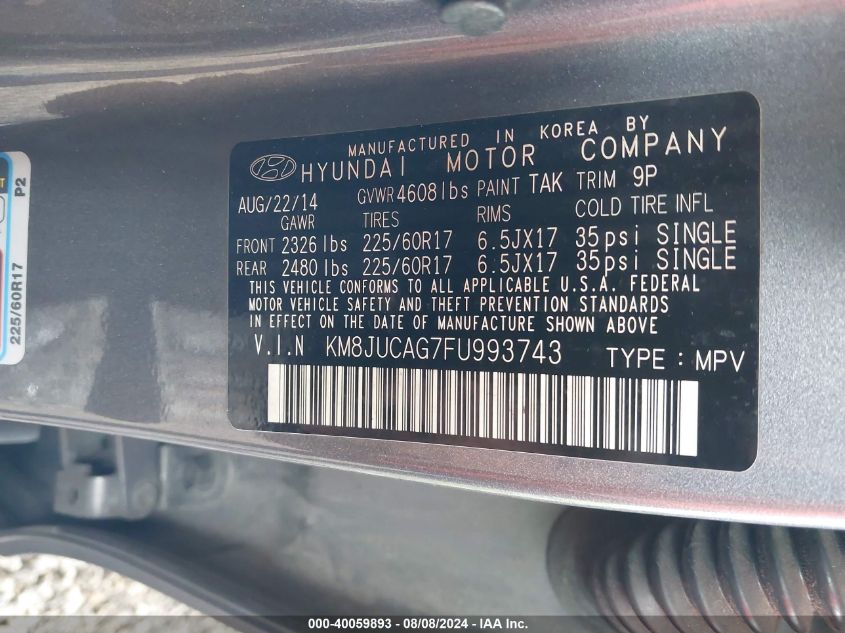 MANUFACTURED IN KOREA BY
HYUNDAI MOTOR COMPANY
AUG/22/14 GVWR 4608 lbs PAINT TAK TRIM 9P
GAWR TIRES RIMS COLD TIRE INFL
FRONT 2326 lbs 225/60R17 6.5JX17 35psi SINGLE
REAR 2480 lbs 225/60R17 6.5JX17 35psi SINGLE
THIS VEHICLE CONFORMS TO ALL APPLICABLE U.S.A. FEDERAL
MOTOR VEHICLE SAFETY AND THEFT PREVENTION STANDARDS
IN EFFECT ON THE DATE OF MANUFACTURE SHOWN ABOVE
V.I.N KM8JUCAG7FU993743 TYPE : MPV
P2
225/60R17
000-40059893 - 08/08/2024 - IAA Inc.